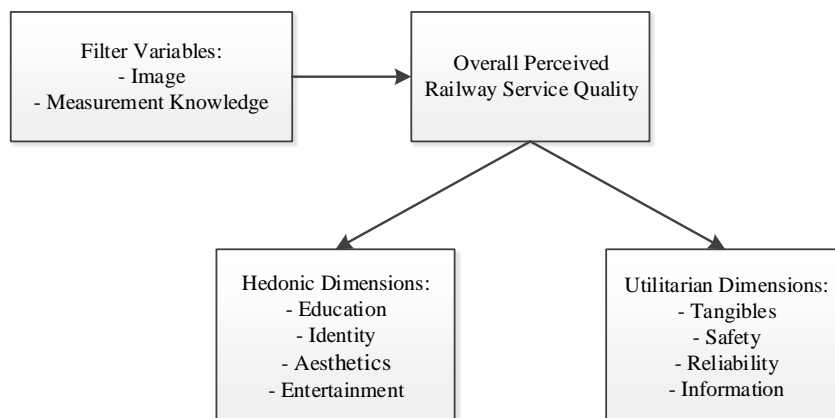 Filter Variables:
- Image
- Measurement Knowledge
Overall Perceived
Railway Service Quality
Hedonic Dimensions:
- Education
- Identity
- Aesthetics
- Entertainment
Utilitarian Dimensions:
- Tangibles
- Safety
- Reliability
- Information